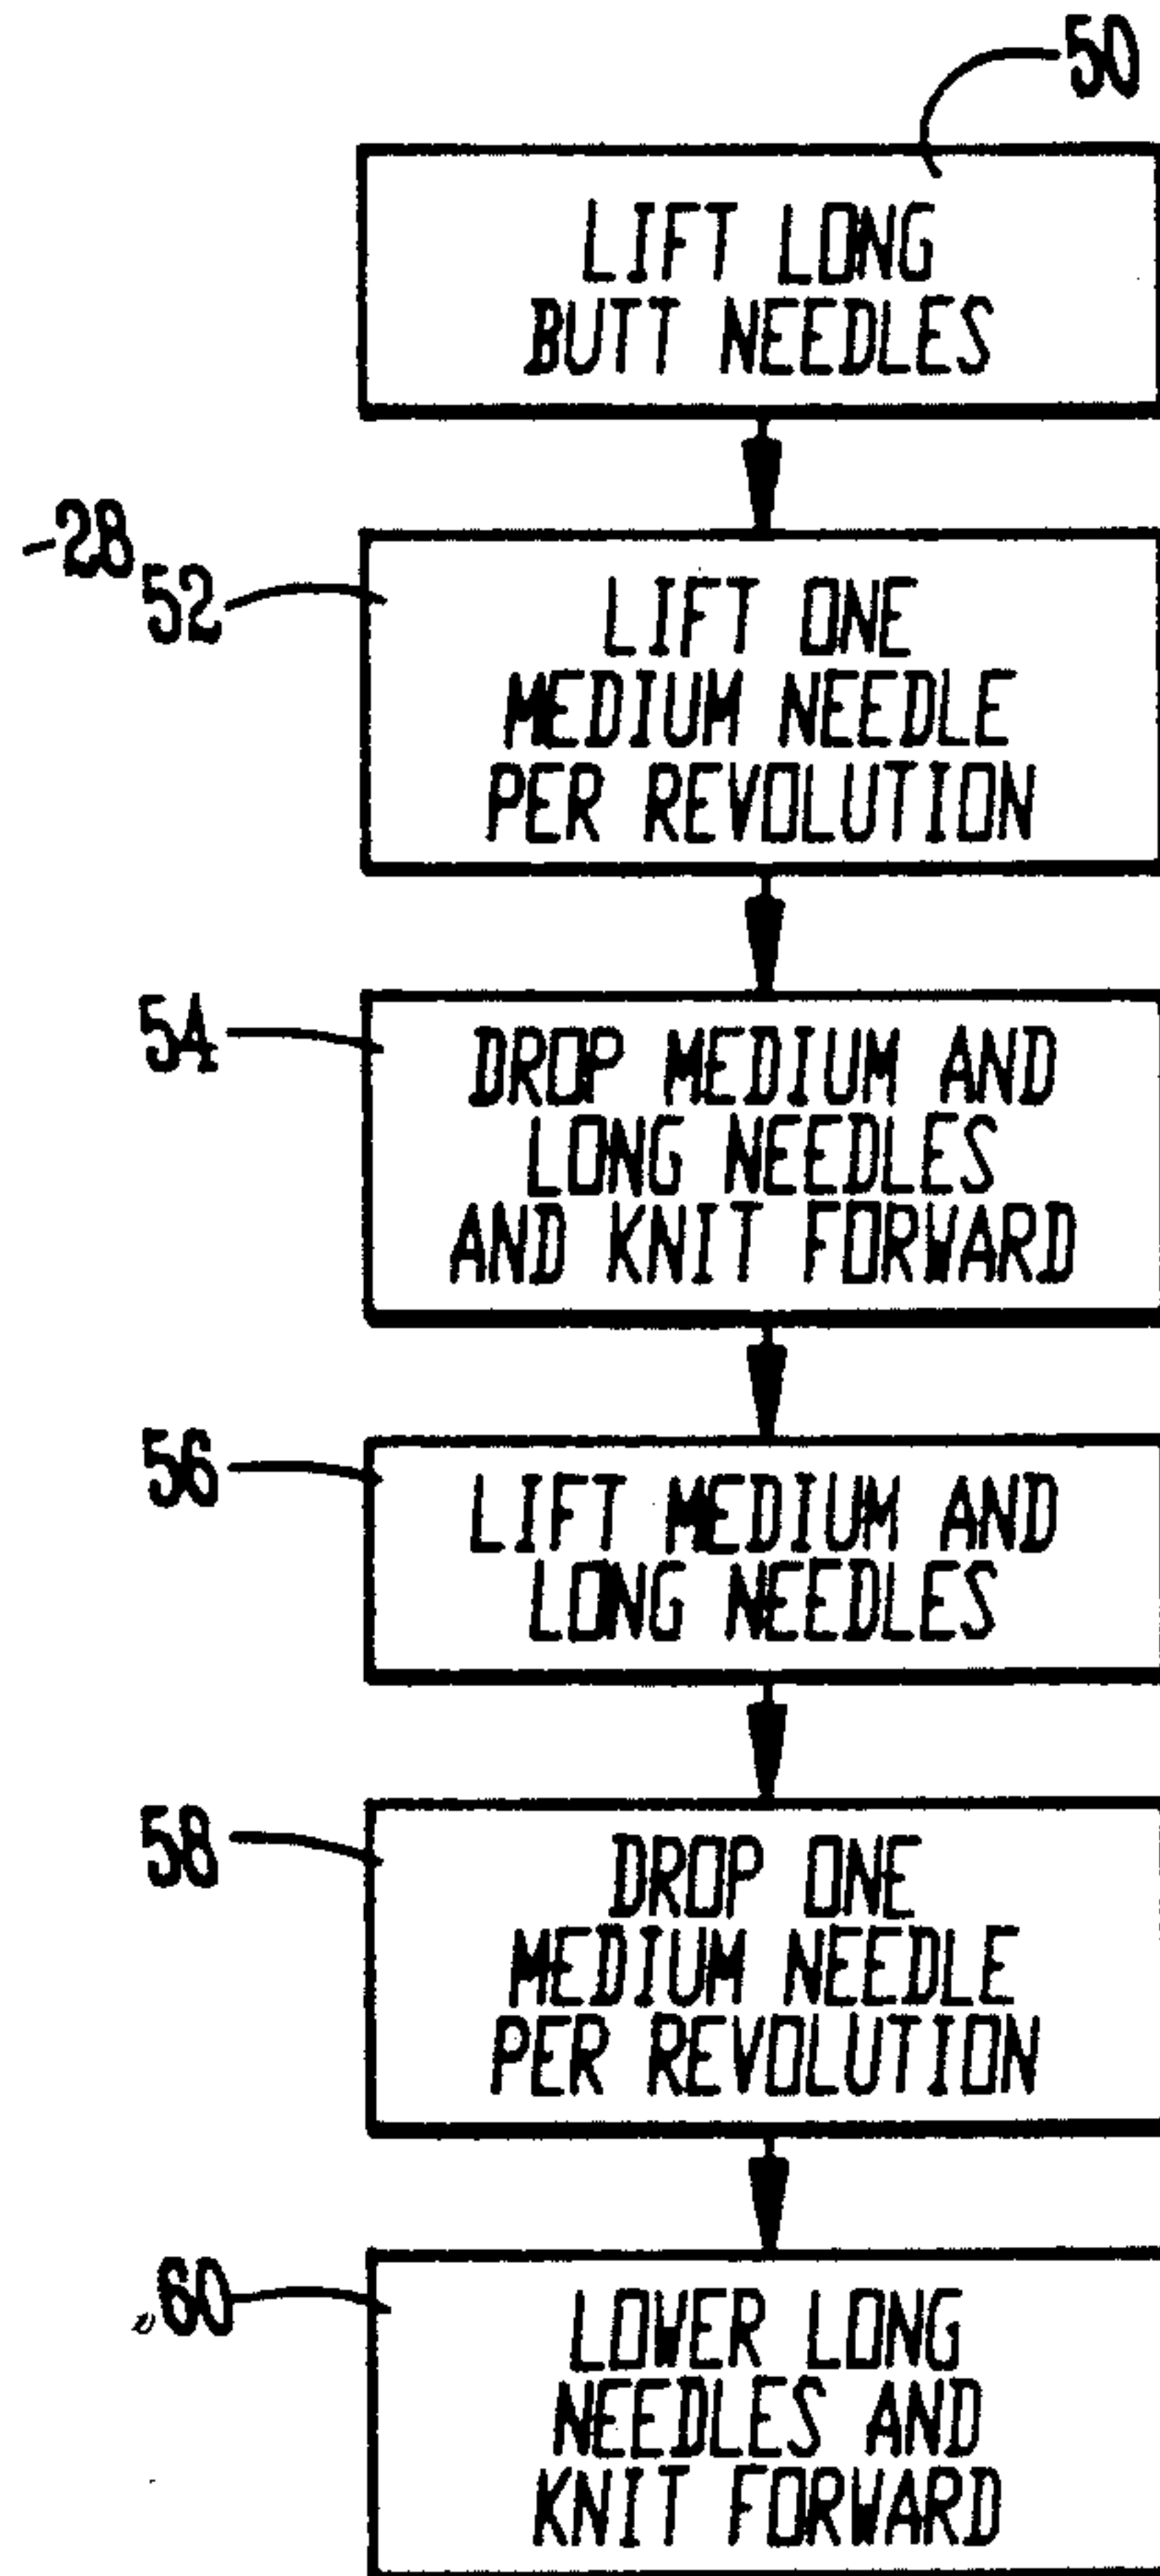 50
LIFT LONG
BUTT NEEDLES
-28
52
LIFT ONE
MEDIUM NEEDLE
PER REVOLUTION
54
DROP MEDIUM AND
LONG NEEDLES
AND KNIT FORWARD
56
LIFT MEDIUM AND
LONG NEEDLES
58
DROP ONE
MEDIUM NEEDLE
PER REVOLUTION
60
LOWER LONG
NEEDLES AND
KNIT FORWARD